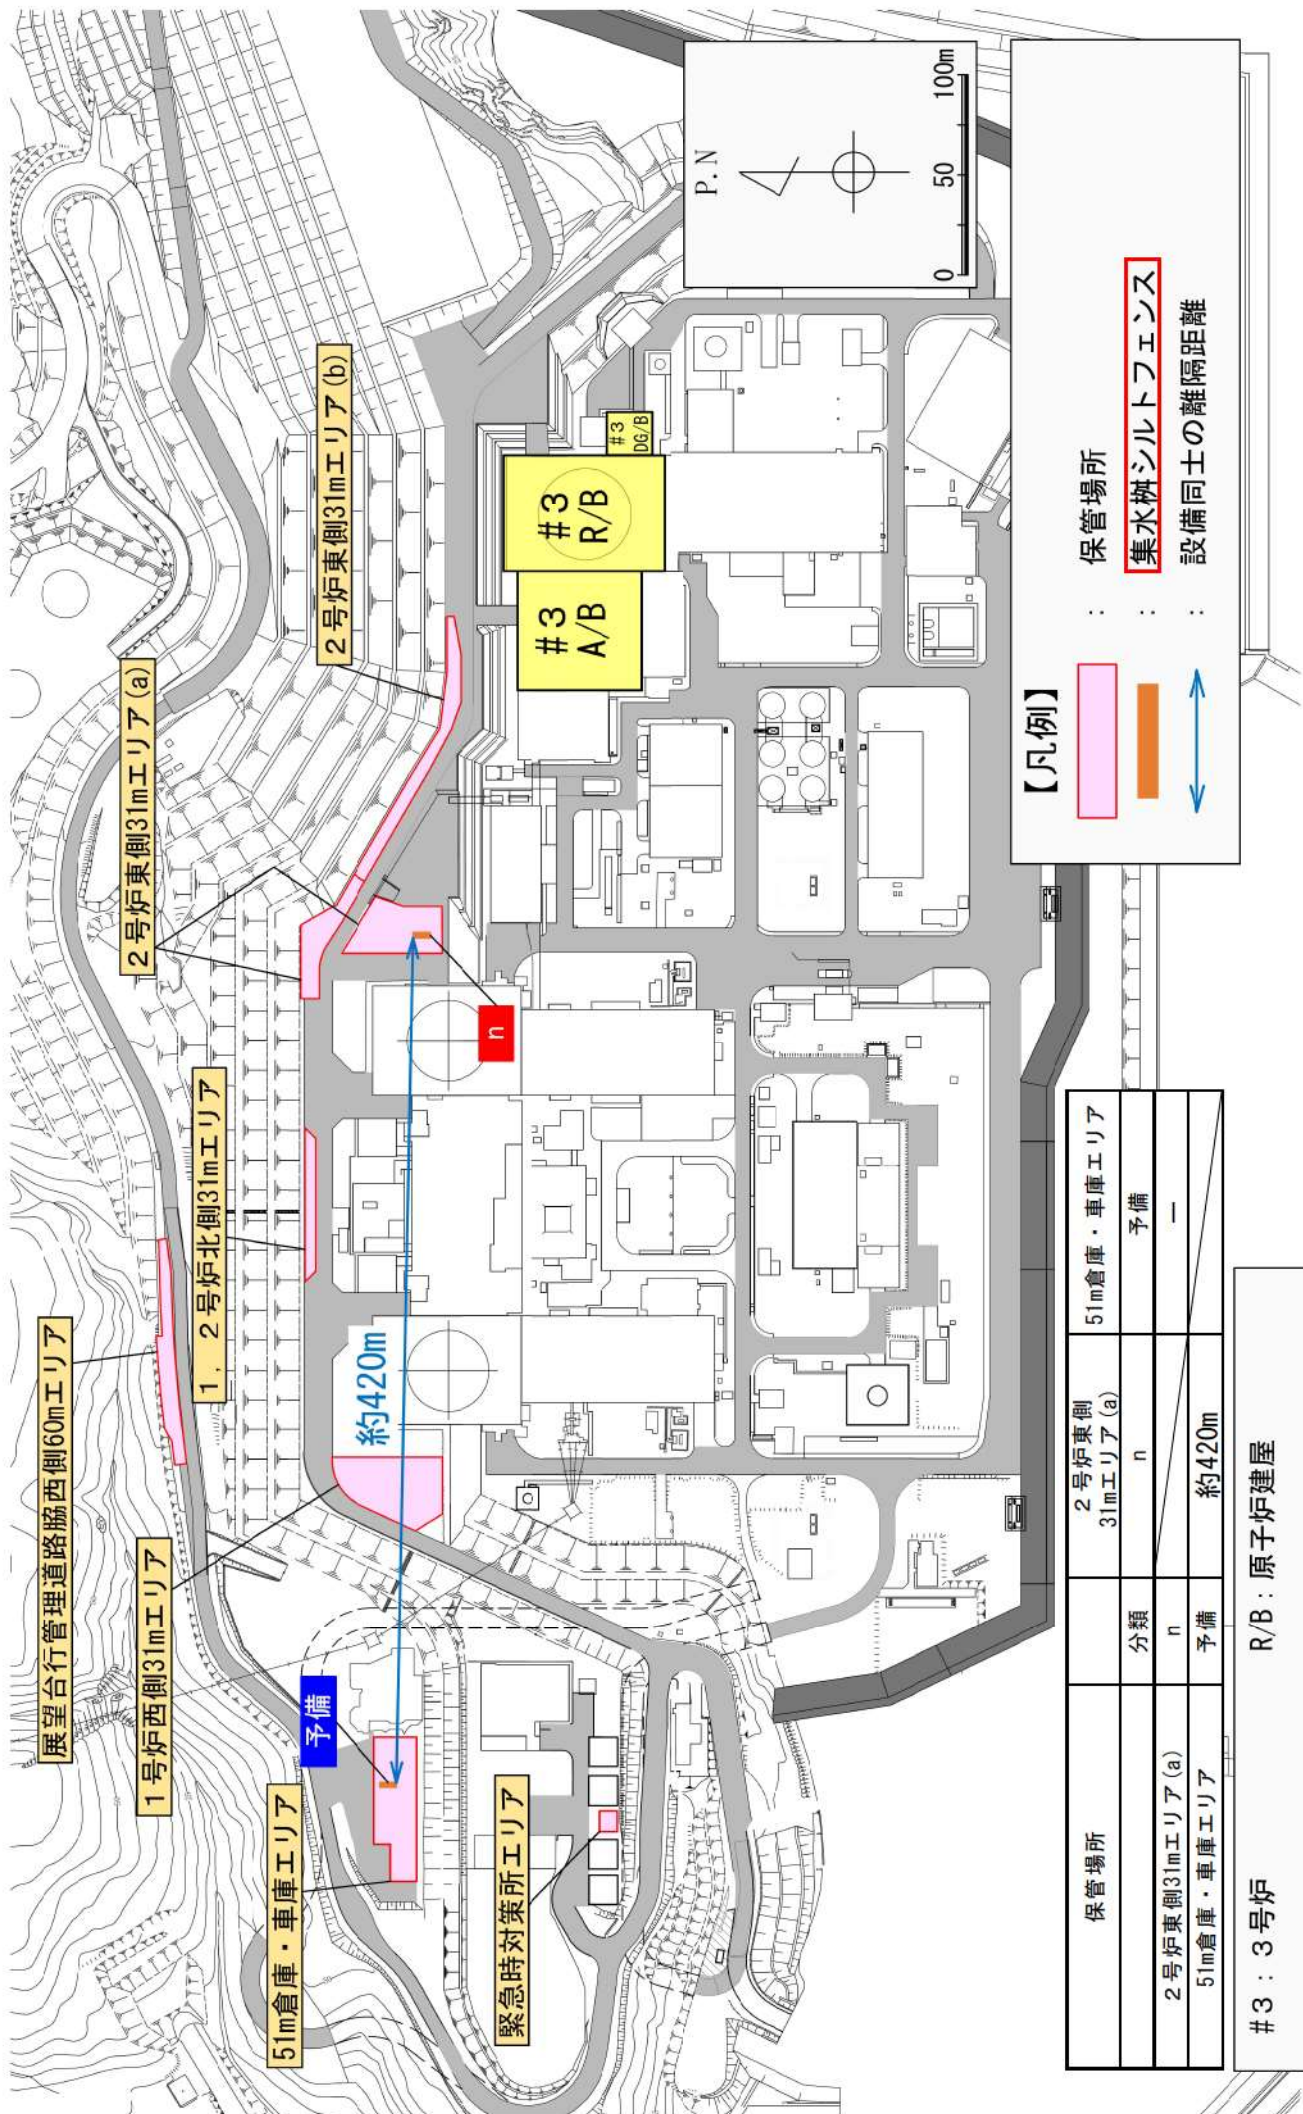 展望台行管理道路脇西側60mエリア
1号炉西側31mエリア
1，2号炉北側31mエリア
2号炉東側31mエリア(a)
2号炉東側31mエリア(b)
51m倉庫・車庫エリア
予備
約420m
n
緊急時対策所エリア
#3
A/B
#3
R/B
#3
DG/B
P.N
0 50 100m
【凡例】
：保管場所
：集水桝シルトフェンス
：設備同士の離隔距離
保管場所 2号炉東側 31mエリア(a) 51m倉庫・車庫エリア
分類 n 予備
2号炉東側31mエリア(a) n －
51m倉庫・車庫エリア 予備 約420m
#3：3号炉 R/B：原子炉建屋